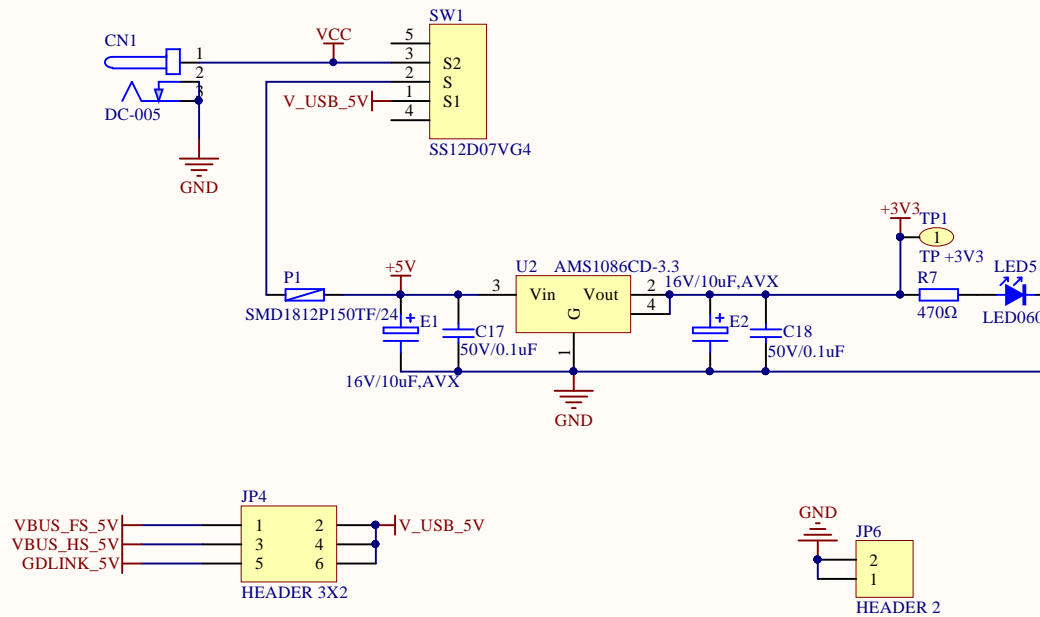 SW1
VCC
CN1
5
1
3
S2
2
2
S
3
V_USB_5V
1
S1
4
DC-005
SS12D07VG4
GND
+3V3
TP1
1
TP +3V3
+5V
P1
U2
AMS1086CD-3.3
R7
LED5
16V/10uF,AVX
3
Vin
Vout
2
4
G
SMD1812P150TF/24
470Ω
LED060
E1
C17
E2
C18
50V/0.1uF
50V/0.1uF
1
16V/10uF,AVX
GND
JP4
VBUS_FS_5V
1
2
V_USB_5V
VBUS_HS_5V
3
4
GDLINK_5V
5
6
HEADER 3X2
GND
JP6
2
1
HEADER 2